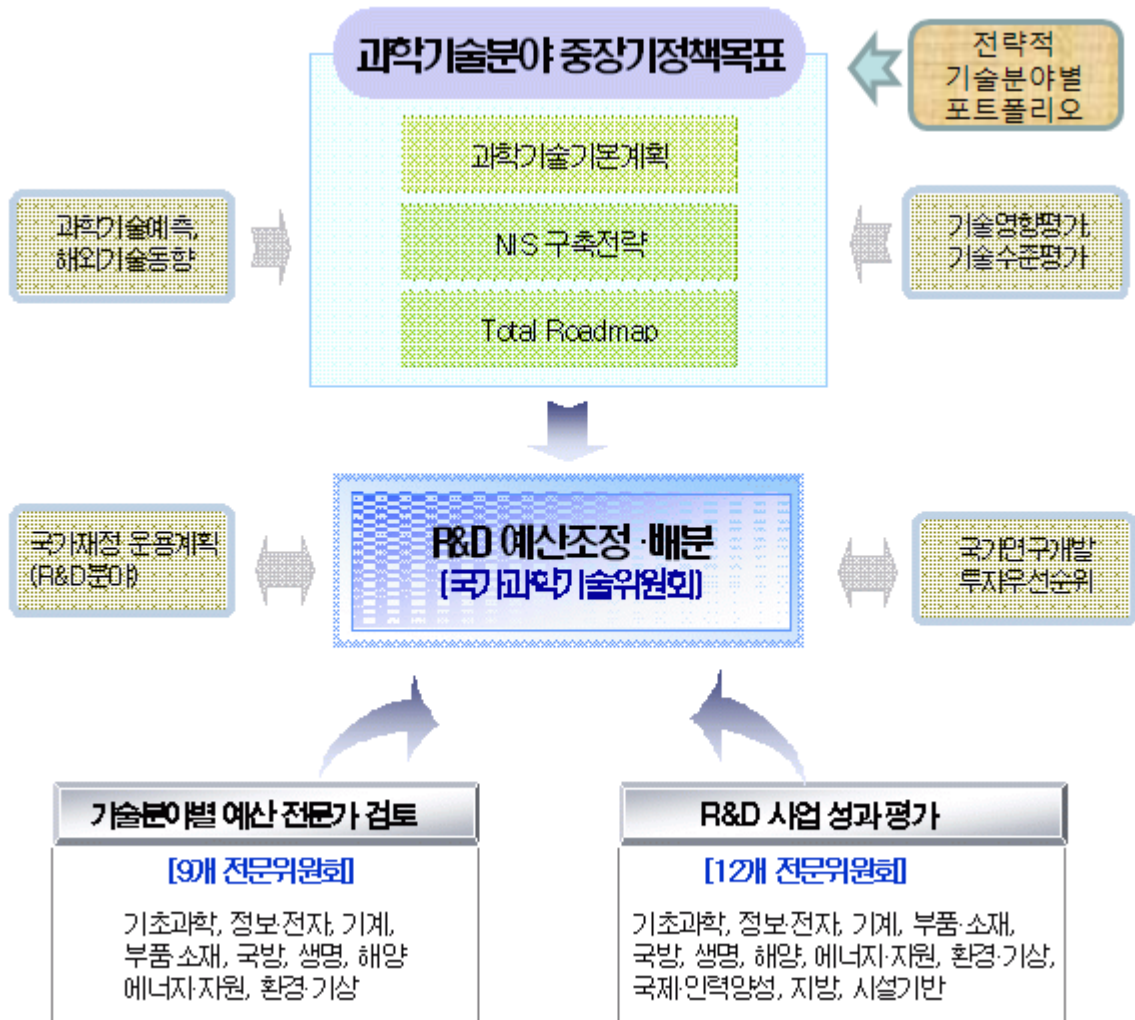 과학기술분야 중장기정책목표
전략적
기술분야별
포트폴리오
과학기술기본계획
NIS 구축전략
Total Roadmap
과학기술예측,
해외기술동향
기술영향평가,
기술수준평가
R&D 예산조정·배분
(국가과학기술위원회)
국가재정 운용계획
(R&D분야)
국가연구개발
투자우선순위
기술분야별 예산 전문가 검토
[9개 전문위원회]
기초과학, 정보·전자, 기계,
부품·소재, 국방, 생명, 해양
에너지·자원, 환경·기상
R&D 사업 성과 평가
[12개 전문위원회]
기초과학, 정보·전자, 기계, 부품·소재,
국방, 생명, 해양, 에너지·자원, 환경·기상,
국제·인력양성, 지방, 시설기반